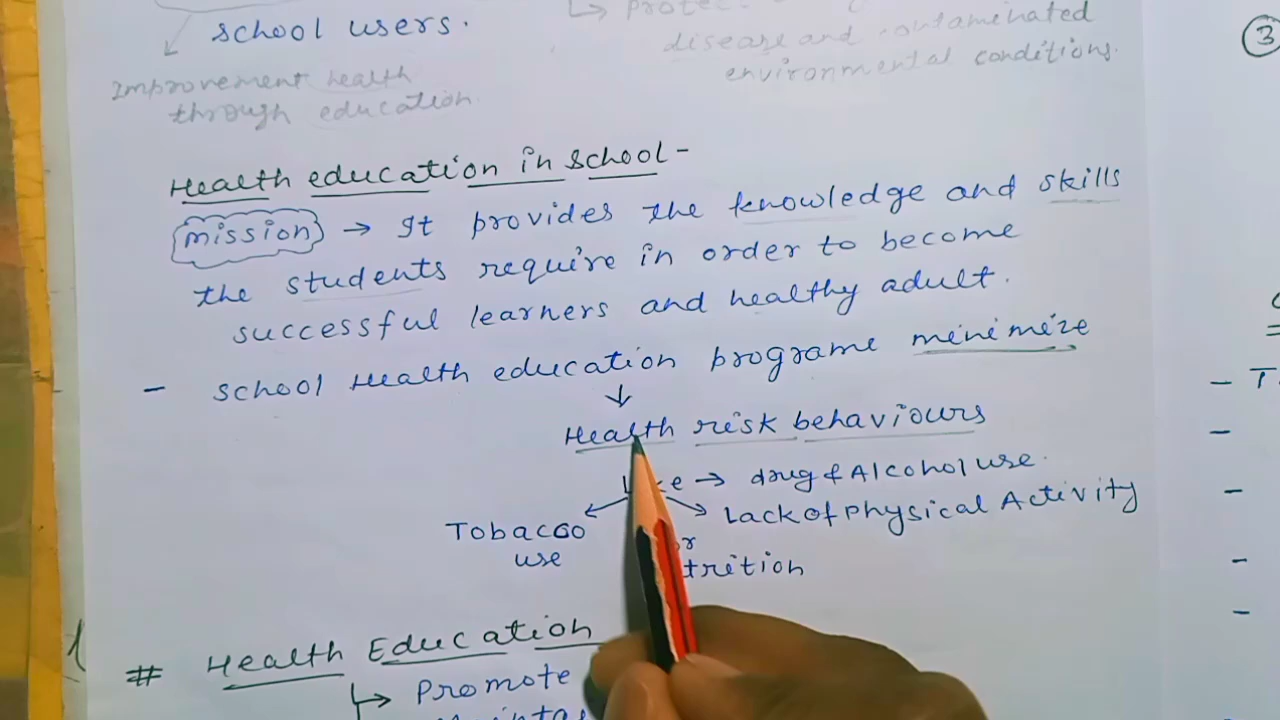 school users.
Improvement health
through education.
disease and contaminated
environmental conditions.
Health education in school -
mission → It provides the knowledge and skills
the students require in order to become
successful learners and healthy adult.
- school Health education programe minimize
↓
Health risk behaviours
→ drug & Alcohol use.
Tobacco
use
Lack of physical Activity
# Health Education
↳ Promote
3